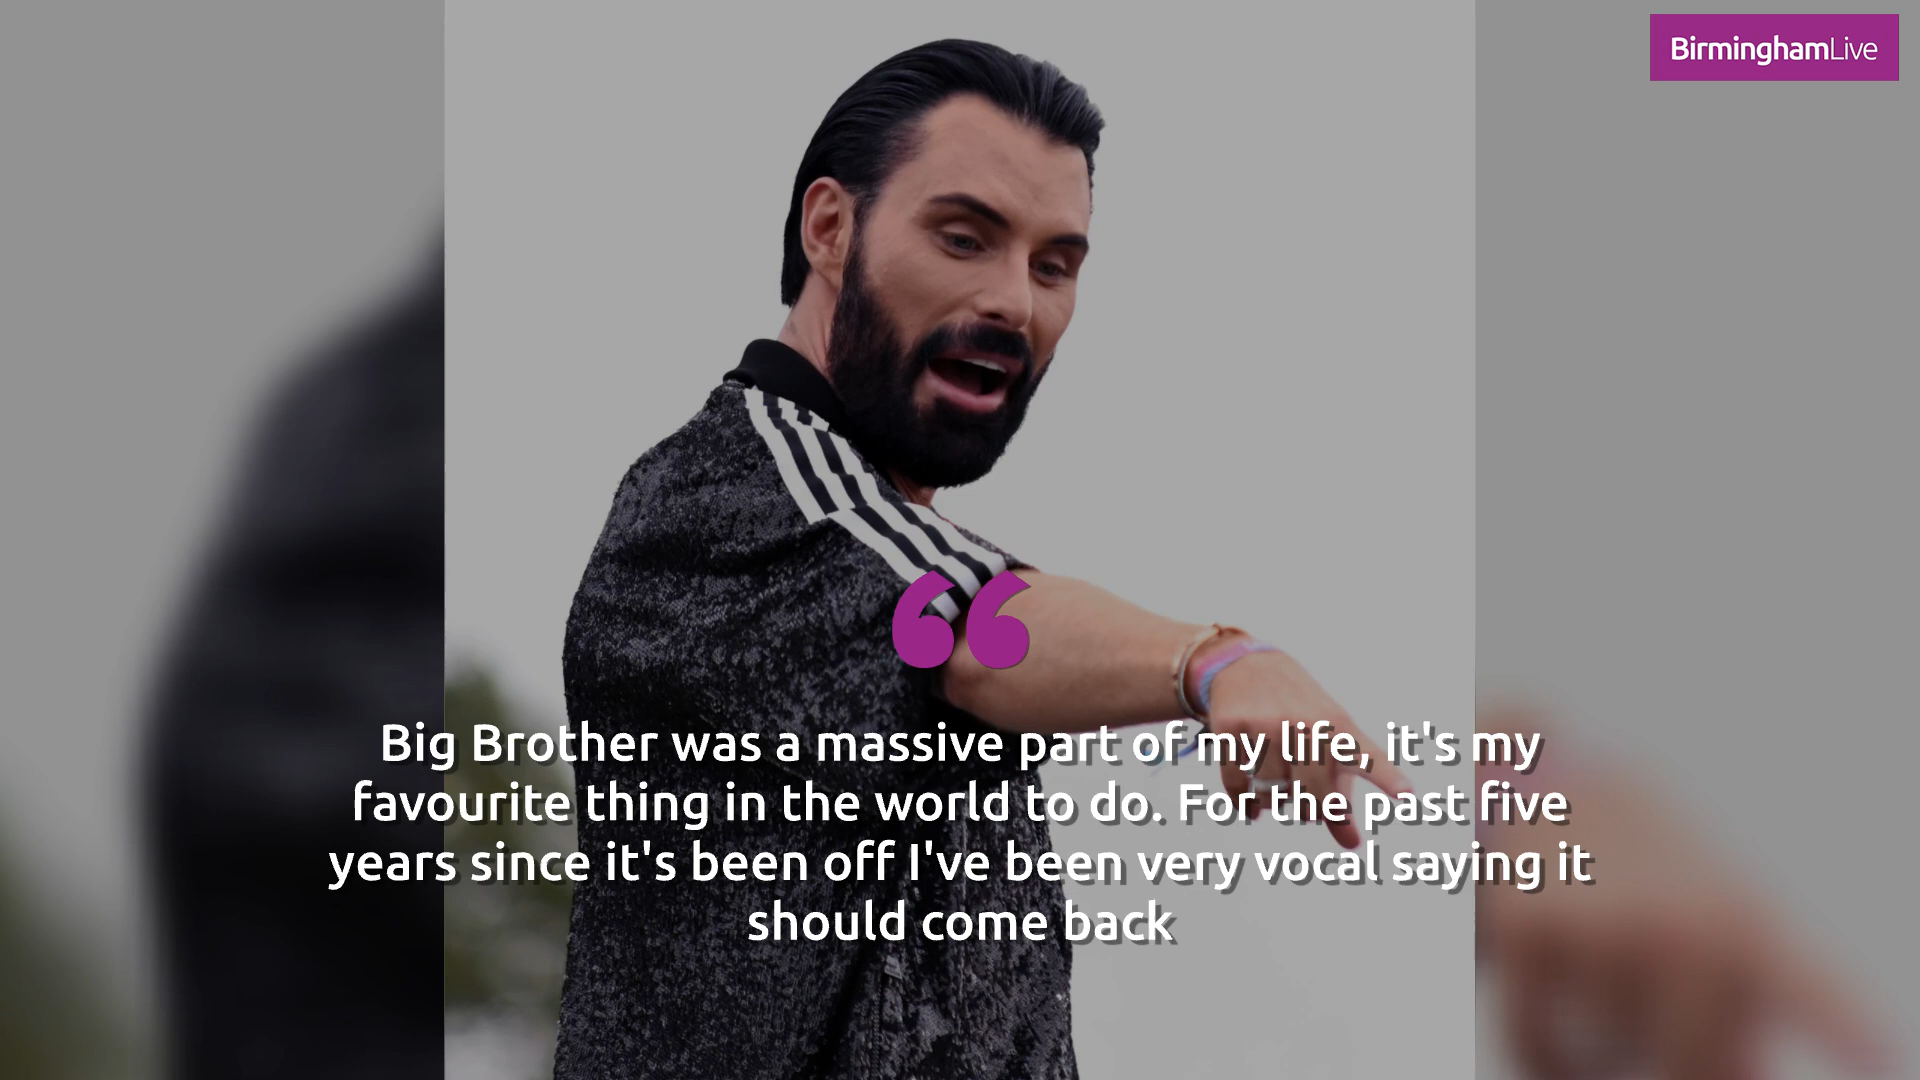 BirminghamLive
“
Big Brother was a massive part of my life, it's my
favourite thing in the world to do. For the past five
years since it's been off I've been very vocal saying it
should come back